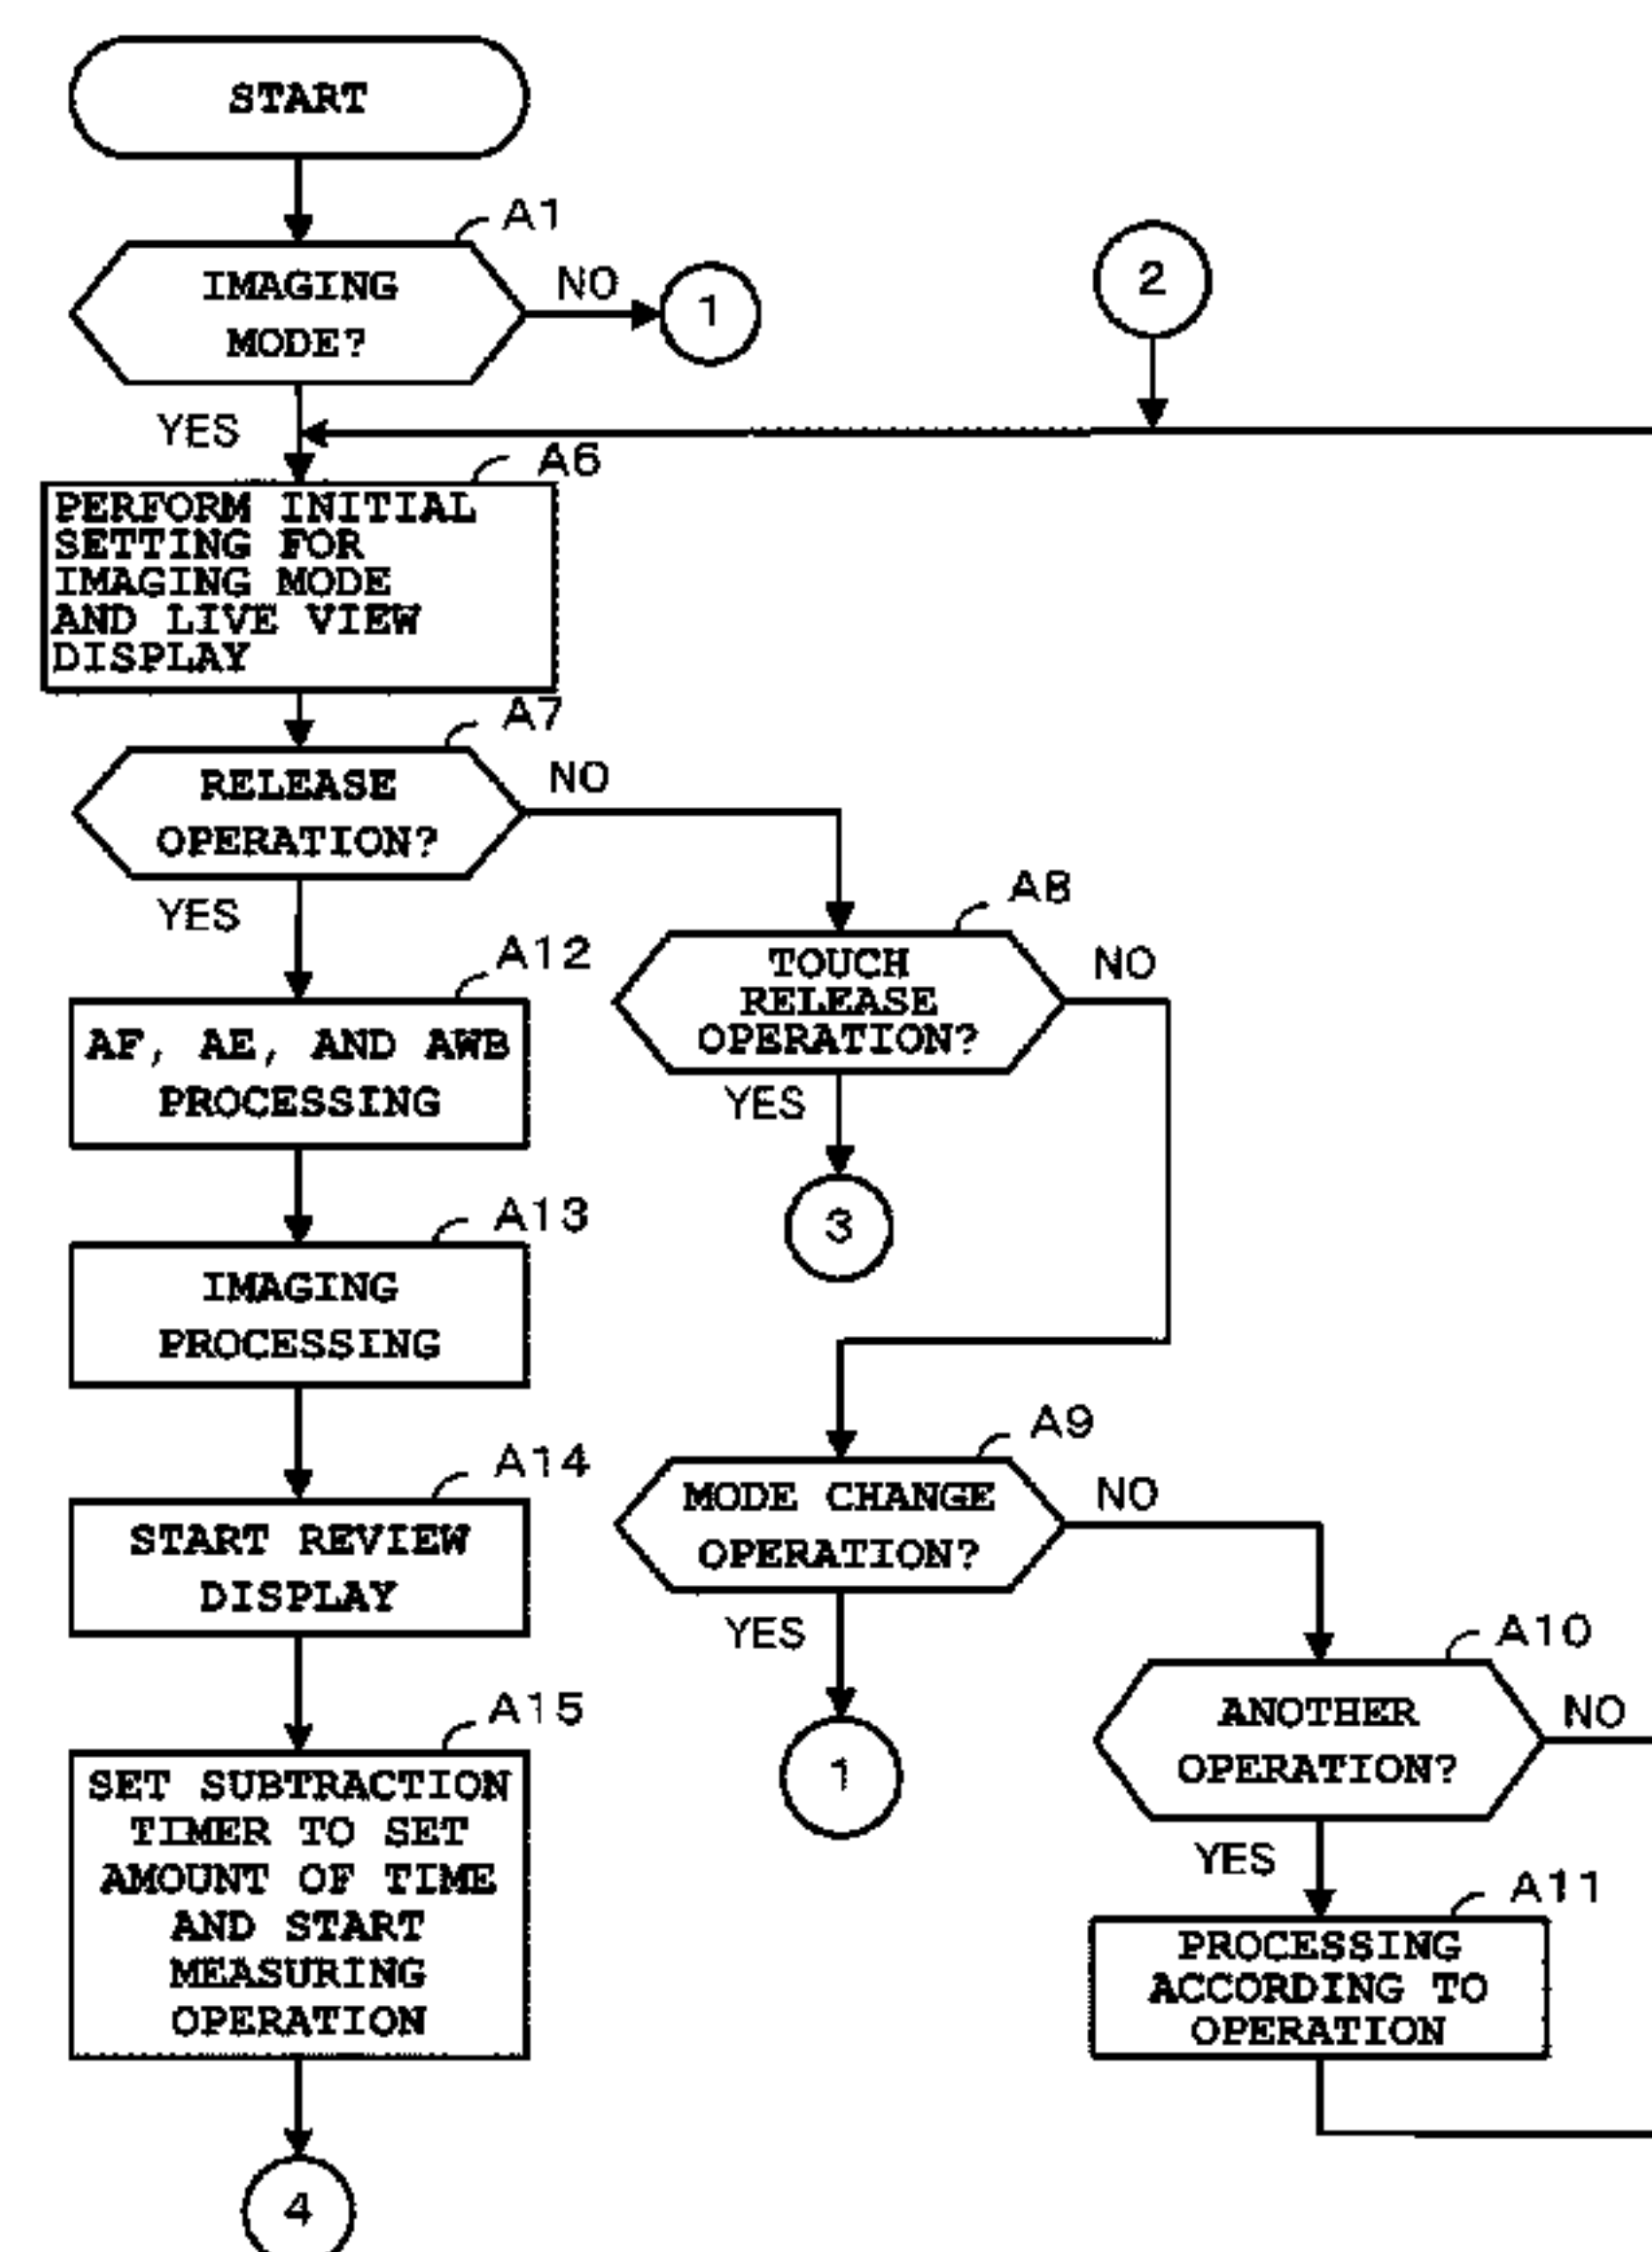 START
A1
IMAGING
MODE?
NO
1
2
YES
A6
PERFORM INITIAL
SETTING FOR
IMAGING MODE
AND LIVE VIEW
DISPLAY
A7
RELEASE
OPERATION?
NO
YES
A8
TOUCH
RELEASE
OPERATION?
NO
YES
3
A12
AF, AE, AND AWB
PROCESSING
A13
IMAGING
PROCESSING
A9
MODE CHANGE
OPERATION?
NO
YES
1
A14
START REVIEW
DISPLAY
A10
ANOTHER
OPERATION?
NO
YES
A15
SET SUBTRACTION
TIMER TO SET
AMOUNT OF TIME
AND START
MEASURING
OPERATION
A11
PROCESSING
ACCORDING TO
OPERATION
4